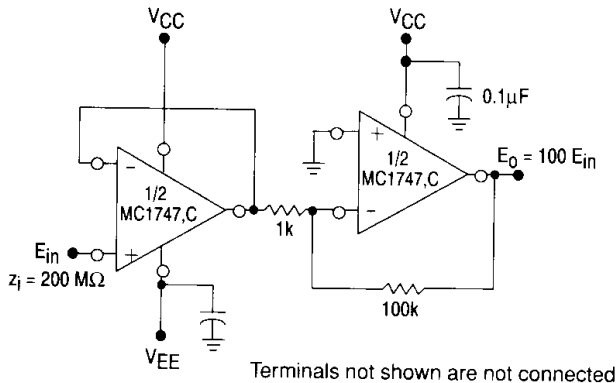 VCC
VCC
0.1µF
−
+
1/2
MC1747,C
1/2
MC1747,C
E0 = 100 Ein
Ein
+
−
1k
zi = 200 MΩ
100k
VEE
Terminals not shown are not connected